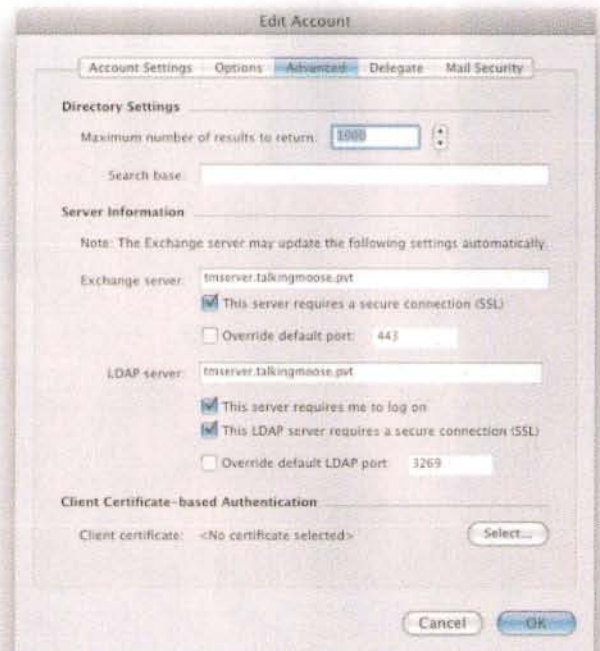 Edit Account
Account Settings Options Advanced Delegate Mail Security
Directory Settings
Maximum number of results to return: 1000
Search base:
Server Information
Note: The Exchange server may update the following settings automatically.
Exchange server: tmserver.talkingmoose.pvt
This server requires a secure connection (SSL)
Override default port: 443
LDAP server: tmserver.talkingmoose.pvt
This server requires me to log on
This LDAP server requires a secure connection (SSL)
Override default LDAP port: 3269
Client Certificate-based Authentication
Client certificate: <No certificate selected> Select...
Cancel OK